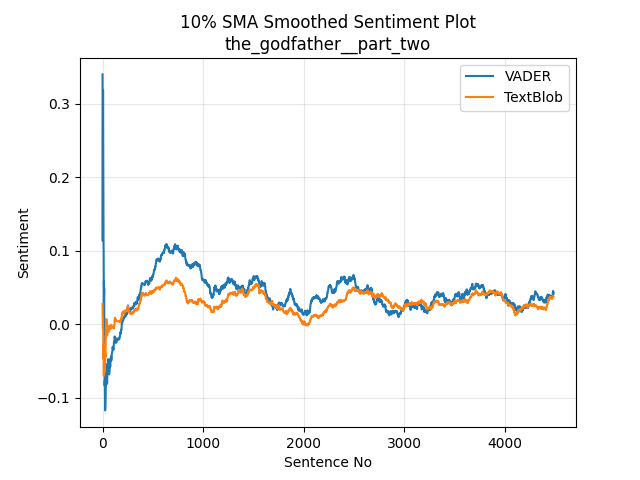 10% SMA Smoothed Sentiment Plot
the_godfather__part_two
VADER
TextBlob
Sentiment
0.3
0.2
0.1
0.0
−0.1
0
1000
2000
3000
4000
Sentence No